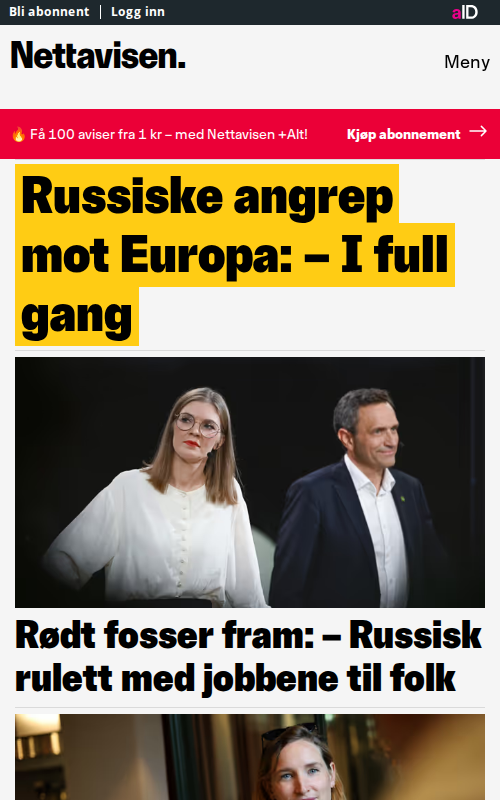 Bli abonnent | Logg inn
aID
Nettavisen.
Meny
🔥 Få 100 aviser fra 1 kr – med Nettavisen +Alt!
Kjøp abonnement →
Russiske angrep
mot Europa: – I full
gang
Rødt fosser fram: – Russisk
rulett med jobbene til folk